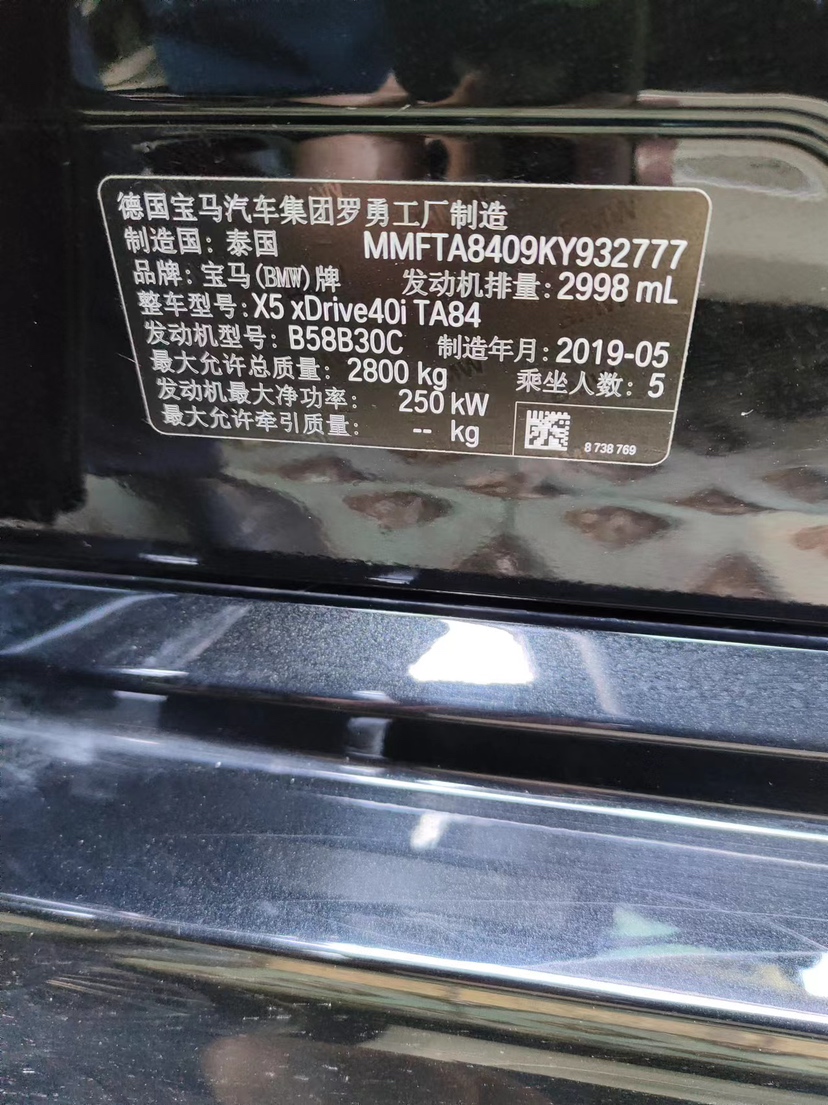 德国宝马汽车集团罗勇工厂制造
制造国：泰国 MMFTA8409KY932777
品牌：宝马(BMW)牌 发动机排量：2998 mL
整车型号：X5 xDrive40i TA84
发动机型号：B58B30C 制造年月：2019-05
最大允许总质量：2800 kg 乘坐人数：5
发动机最大净功率：250 kW
最大允许牵引质量：-- kg
8 738 769